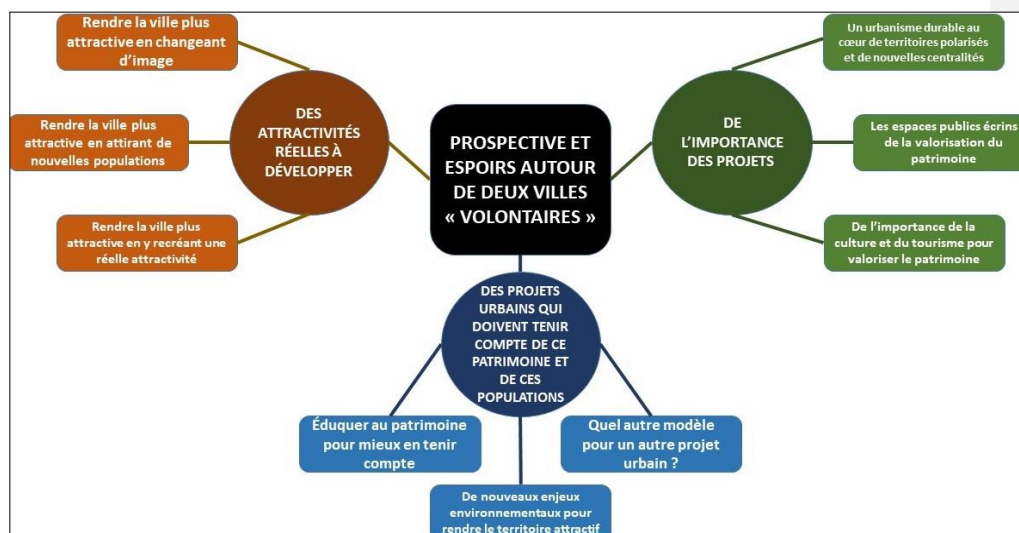 PROSPECTIVE ET
ESPOIRS AUTOUR
DE DEUX VILLES
« VOLONTAIRES »
DES
ATTRACTIVITÉS
RÉELLES À
DÉVELOPPER
Rendre la ville plus
attractive en changeant
d’image
Rendre la ville plus
attractive en attirant de
nouvelles populations
Rendre la ville plus
attractive en y recréant une
réelle attractivité
DE
L’IMPORTANCE
DES PROJETS
Un urbanisme durable au
cœur de territoires polarisés
et de nouvelles centralités
Les espaces publics écrins
de la valorisation du
patrimoine
De l’importance de la
culture et du tourisme pour
valoriser le patrimoine
DES PROJETS
URBAINS QUI
DOIVENT TENIR
COMPTE DE CE
PATRIMOINE ET
DE CES
POPULATIONS
Éduquer au patrimoine
pour mieux en tenir
compte
De nouveaux enjeux
environnementaux pour
rendre le territoire attractif
Quel autre modèle
pour un autre projet
urbain ?